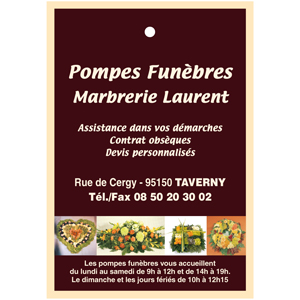 Pompes Funèbres
Marbrerie Laurent
Assistance dans vos démarches
Contrat obsèques
Devis personnalisés
Rue de Cergy - 95150 TAVERNY
Tél./Fax 08 50 20 30 02
Les pompes funèbres vous accueillent
du lundi au samedi de 9h à 12h et de 14h à 19h.
Le dimanche et les jours fériés de 10h à 12h15